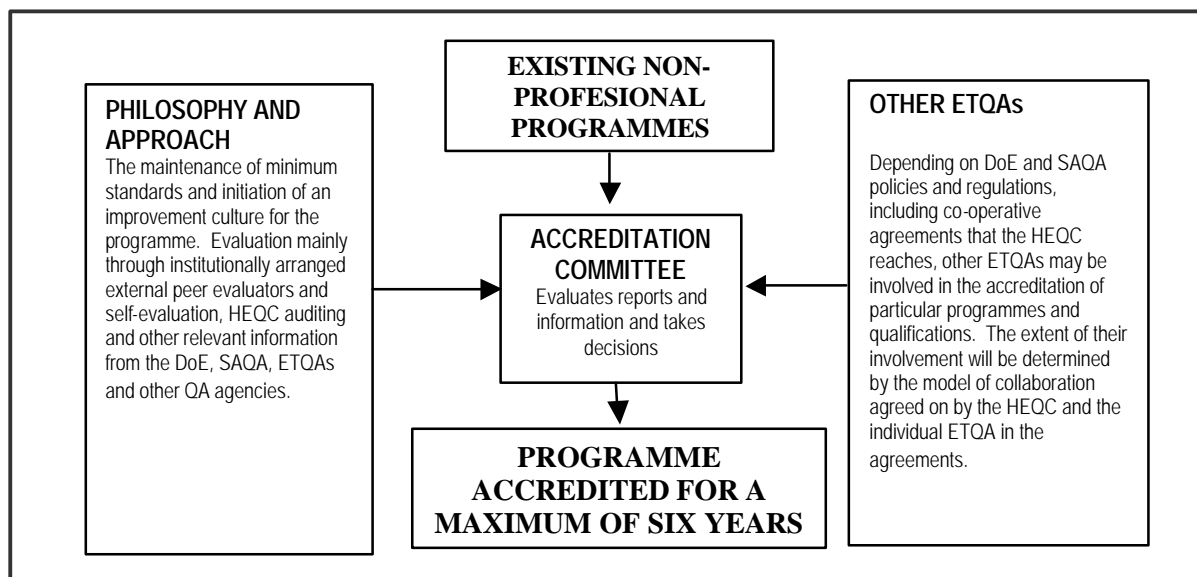 PHILOSOPHY AND
APPROACH
The maintenance of minimum
standards and initiation of an
improvement culture for the
programme. Evaluation mainly
through institutionally arranged
external peer evaluators and
self-evaluation, HEQC auditing
and other relevant information
from the DoE, SAQA, ETQAs
and other QA agencies.
EXISTING NON-
PROFESIONAL
PROGRAMMES
ACCREDITATION
COMMITTEE
Evaluates reports and
information and takes
decisions
PROGRAMME
ACCREDITED FOR A
MAXIMUM OF SIX YEARS
OTHER ETQAs
Depending on DoE and SAQA
policies and regulations,
including co-operative
agreements that the HEQC
reaches, other ETQAs may be
involved in the accreditation of
particular programmes and
qualifications. The extent of their
involvement will be determined
by the model of collaboration
agreed on by the HEQC and the
individual ETQA in the
agreements.